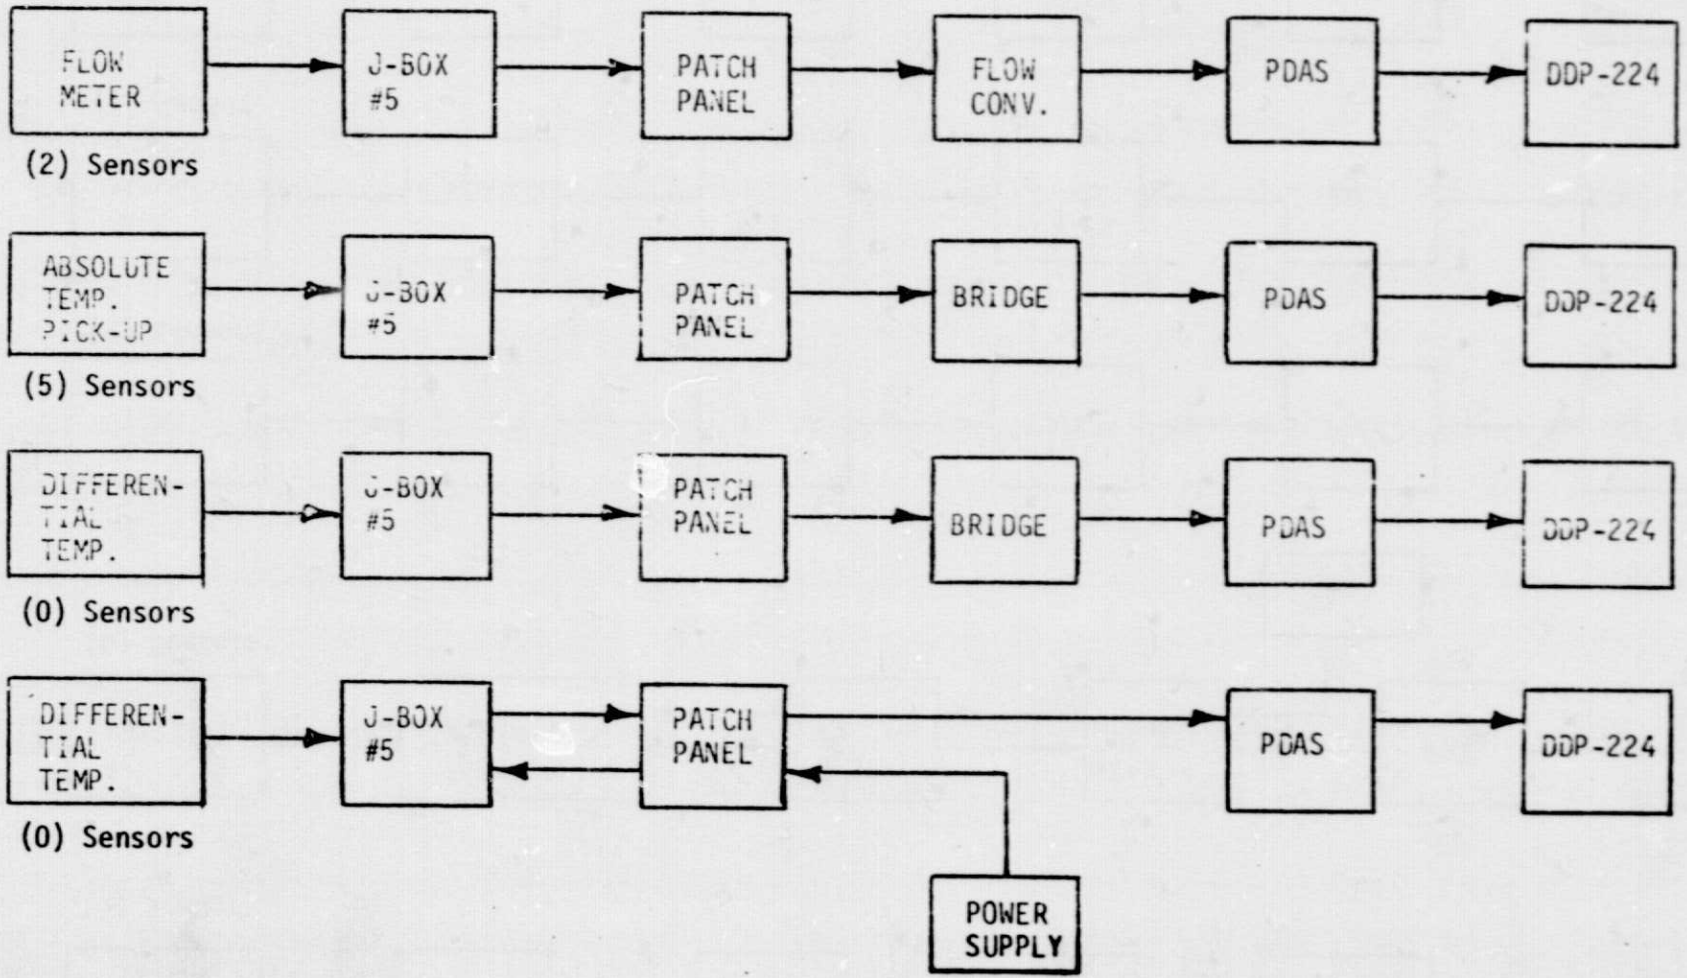 FLOW
METER
J-BOX
#5
PATCH
PANEL
FLOW
CONV.
PDAS
DDP-224
(2) Sensors
ABSOLUTE
TEMP.
PICK-UP
J-BOX
#5
PATCH
PANEL
BRIDGE
PDAS
DDP-224
(5) Sensors
DIFFEREN-
TIAL
TEMP.
J-BOX
#5
PATCH
PANEL
BRIDGE
PDAS
DDP-224
(0) Sensors
DIFFEREN-
TIAL
TEMP.
J-BOX
#5
PATCH
PANEL
PDAS
DDP-224
(0) Sensors
POWER
SUPPLY